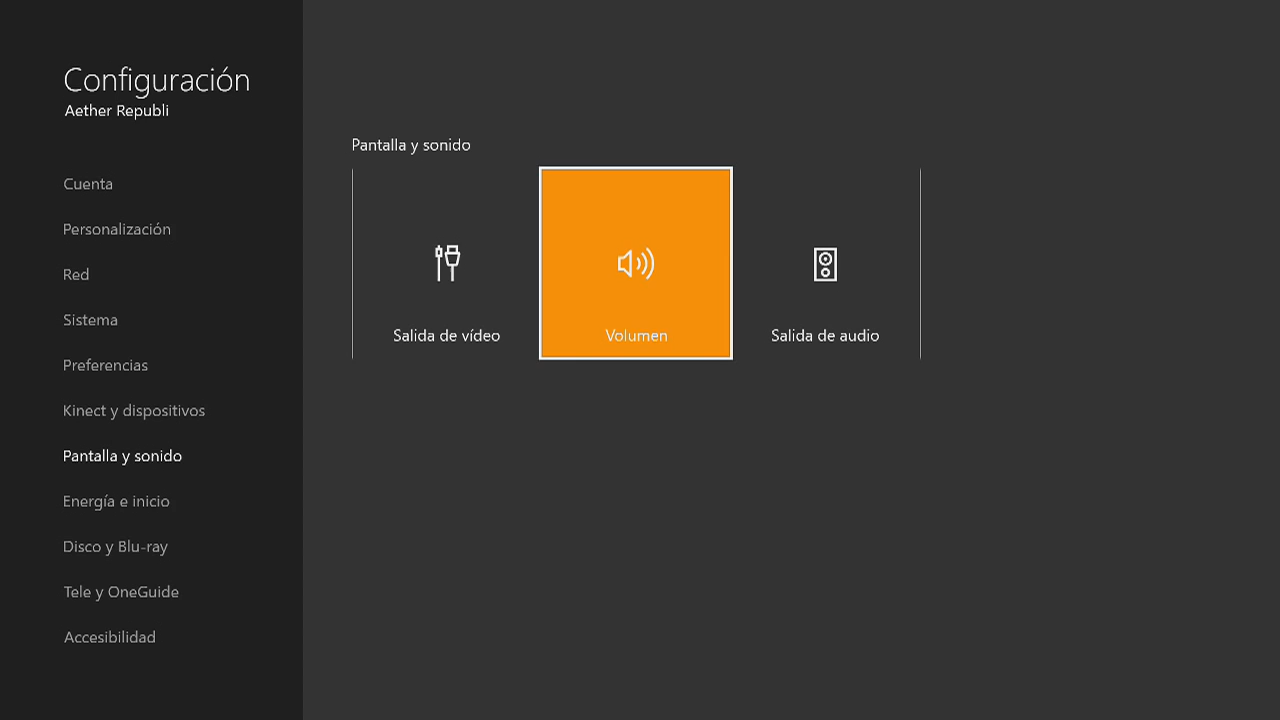 Configuración
Aether Republi
Cuenta
Personalización
Red
Sistema
Preferencias
Kinect y dispositivos
Pantalla y sonido
Energía e inicio
Disco y Blu-ray
Tele y OneGuide
Accesibilidad
Pantalla y sonido
Salida de vídeo
Volumen
Salida de audio